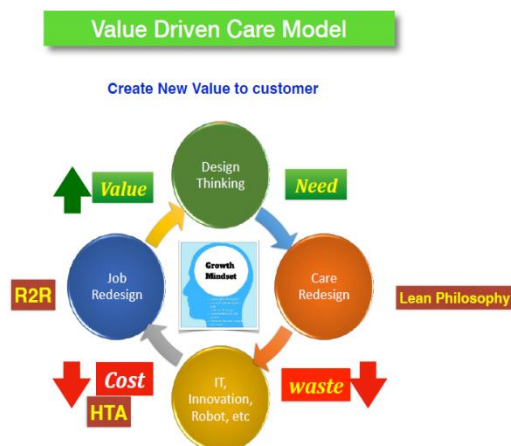 Value Driven Care Model
Create New Value to customer
Design
Thinking
Value
Need
Growth
Mindset
Job
Redesign
Care
Redesign
R2R
Lean Philosophy
Cost
waste
HTA
IT,
Innovation,
Robot, etc